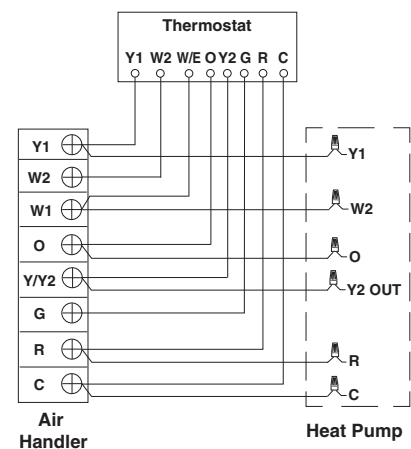 Thermostat
Y1 W2 W/E O Y2 G R C
Y1 Y1
W2
W1 W2
O O
Y/Y2 Y2 OUT
G
R R
C C
Air Handler
Heat Pump